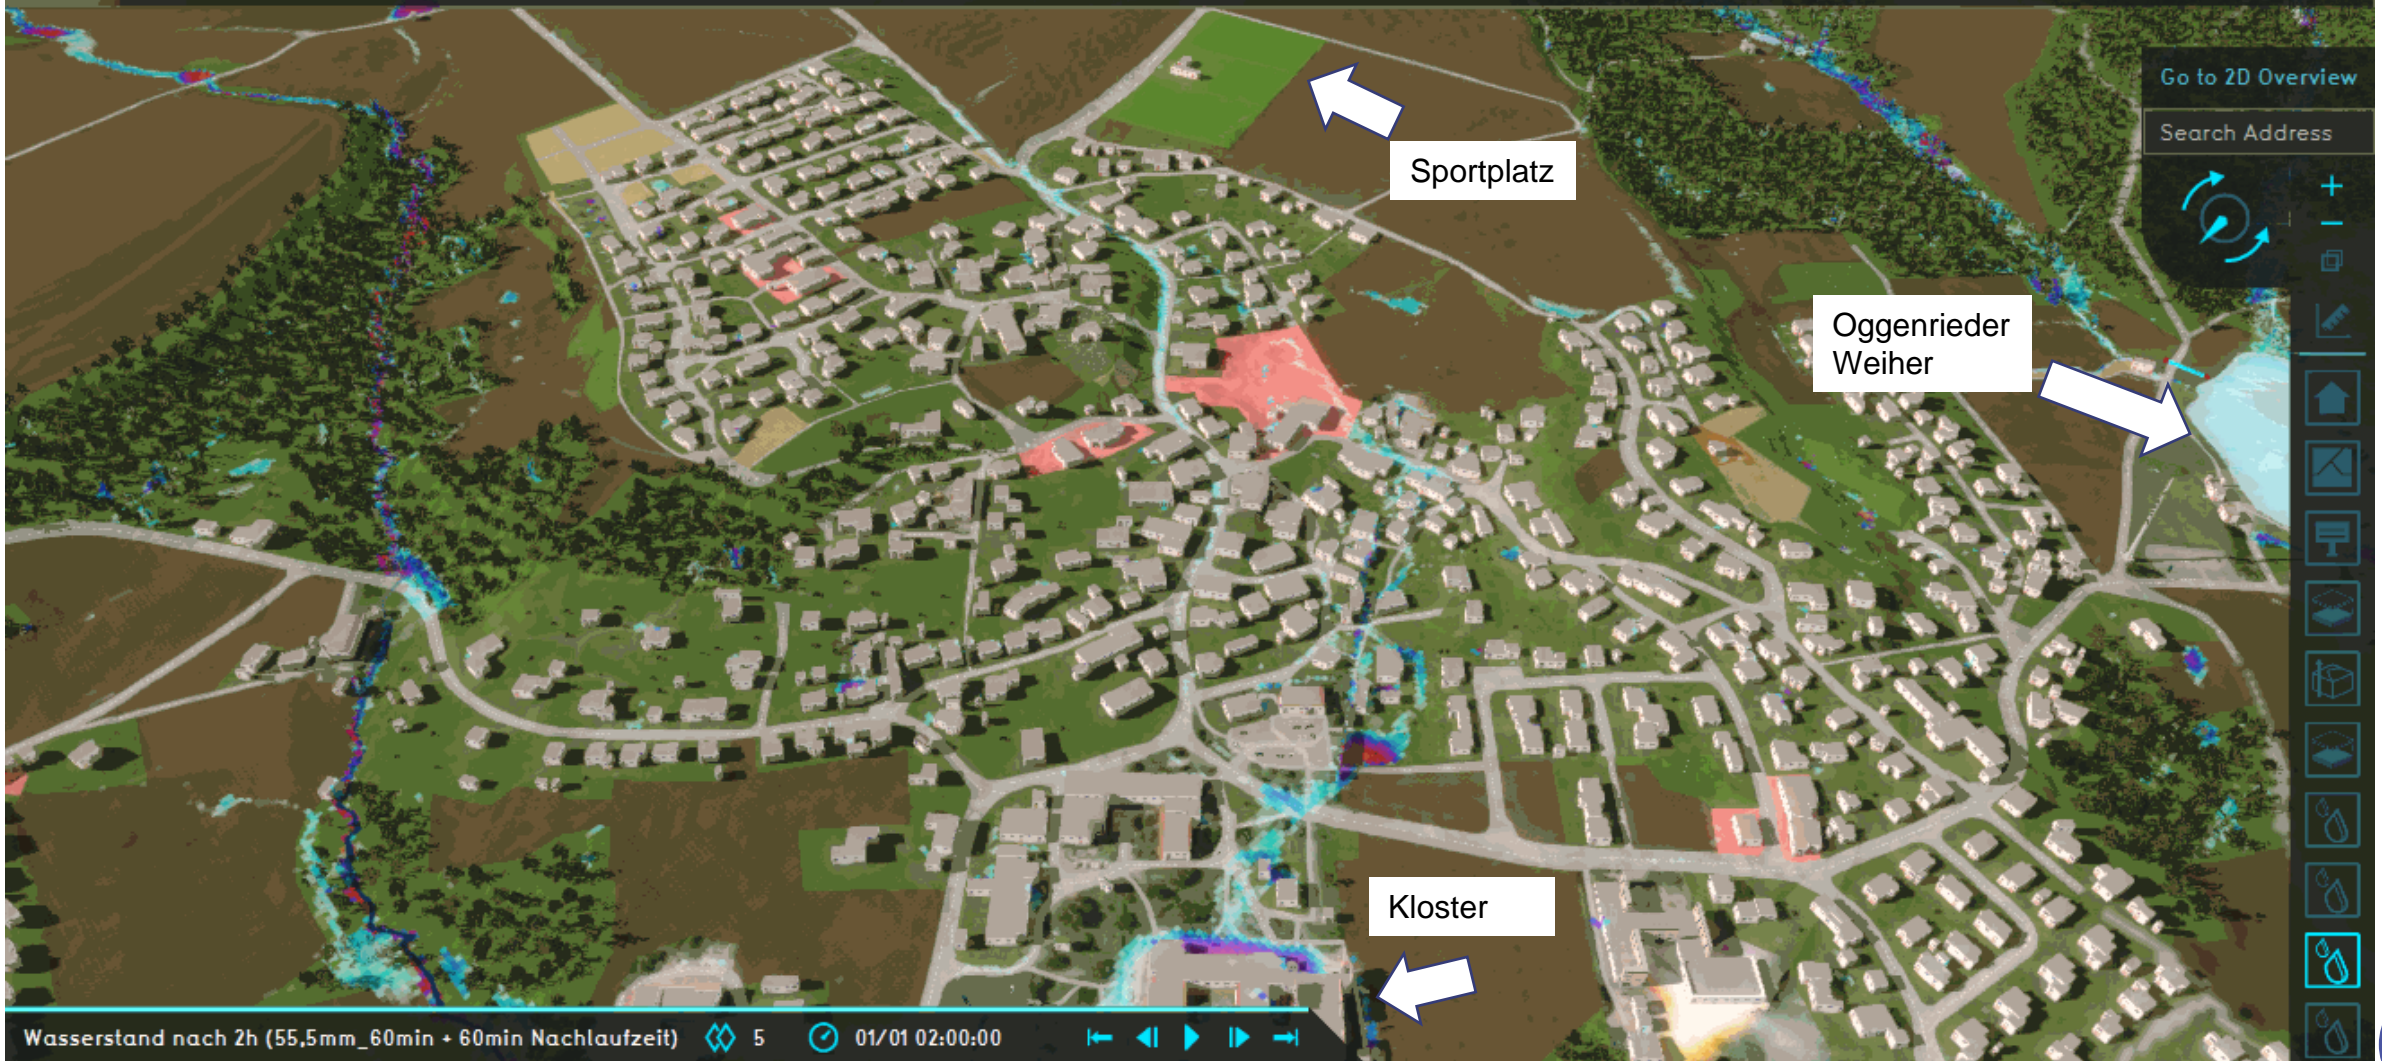 Go to 2D Overview
Search Address
Sportplatz
Oggenrieder
Weiher
Kloster
Wasserstand nach 2h (55,5mm_60min + 60min Nachlaufzeit) 5 01/01 02:00:00